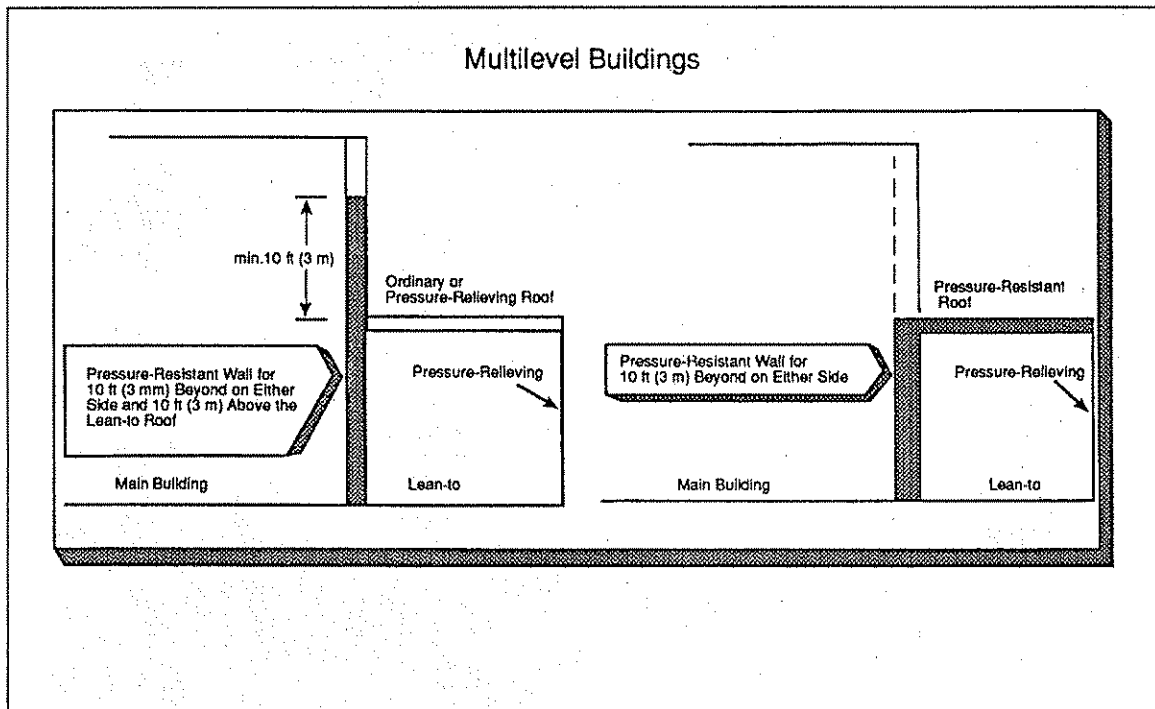 Multilevel Buildings
min.10 ft (3 m)
Ordinary or
Pressure-Relieving Roof
Pressure-Resistant Wall for
10 ft (3 mm) Beyond on Either
Side and 10 ft (3 m) Above the
Lean-to Roof
Pressure-Relieving
Main Building
Lean-to
Pressure-Resistant
Roof
Pressure-Resistant Wall for
10 ft (3 m) Beyond on Either Side
Pressure-Relieving
Main Building
Lean-to